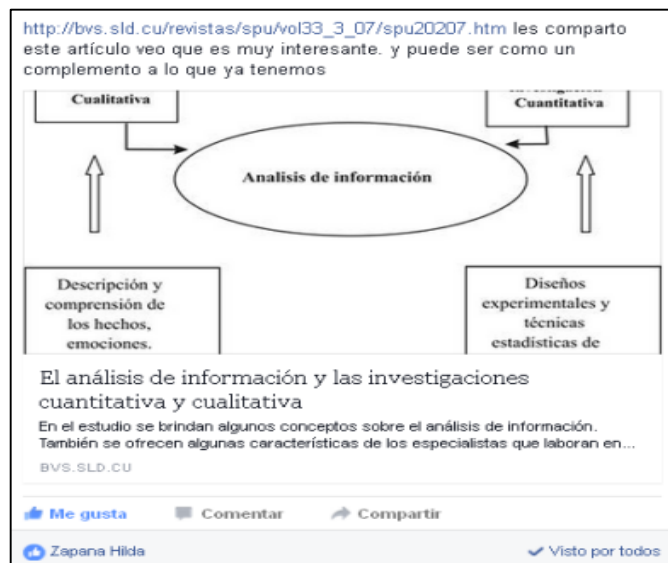 http://bvs.sld.cu/revistas/spu/vol33_3_07/spu20207.htm les comparto
este artículo veo que es muy interesante. y puede ser como un
complemento a lo que ya tenemos
Cualitativa
Cuantitativa
Analisis de información
Descripción y
comprensión de
los hechos,
emociones.
Diseños
experimentales y
técnicas
estadísticas de
El análisis de información y las investigaciones
cuantitativa y cualitativa
En el estudio se brindan algunos conceptos sobre el análisis de información.
También se ofrecen algunas características de los especialistas que laboran en...
BVS.SLD.CU
Me gusta Comentar Compartir
Zapana Hilda Visto por todos